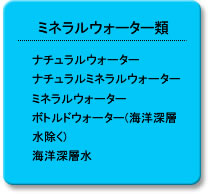 ミネラルウォーター類
ナチュラルウォーター
ナチュラルミネラルウォーター
ミネラルウォーター
ボトルドウォーター(海洋深層
水除く)
海洋深層水